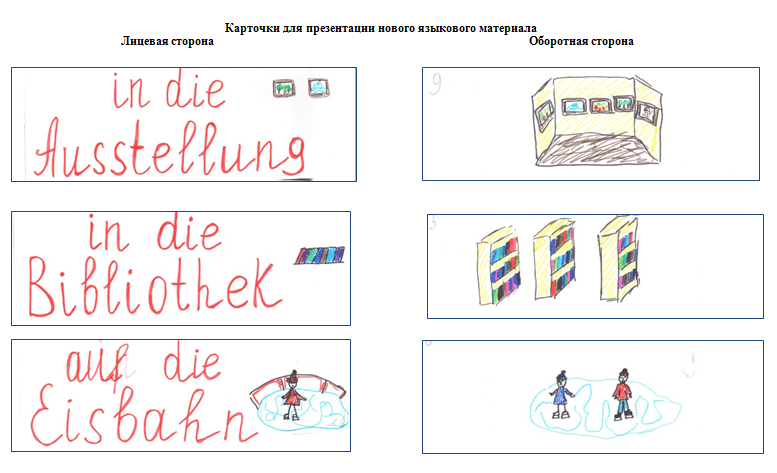 Карточки для презентации нового языкового материала
Лицевая сторона
Оборотная сторона
in die
Ausstellung
9
in die
Bibliothek
auf die
Eisbahn